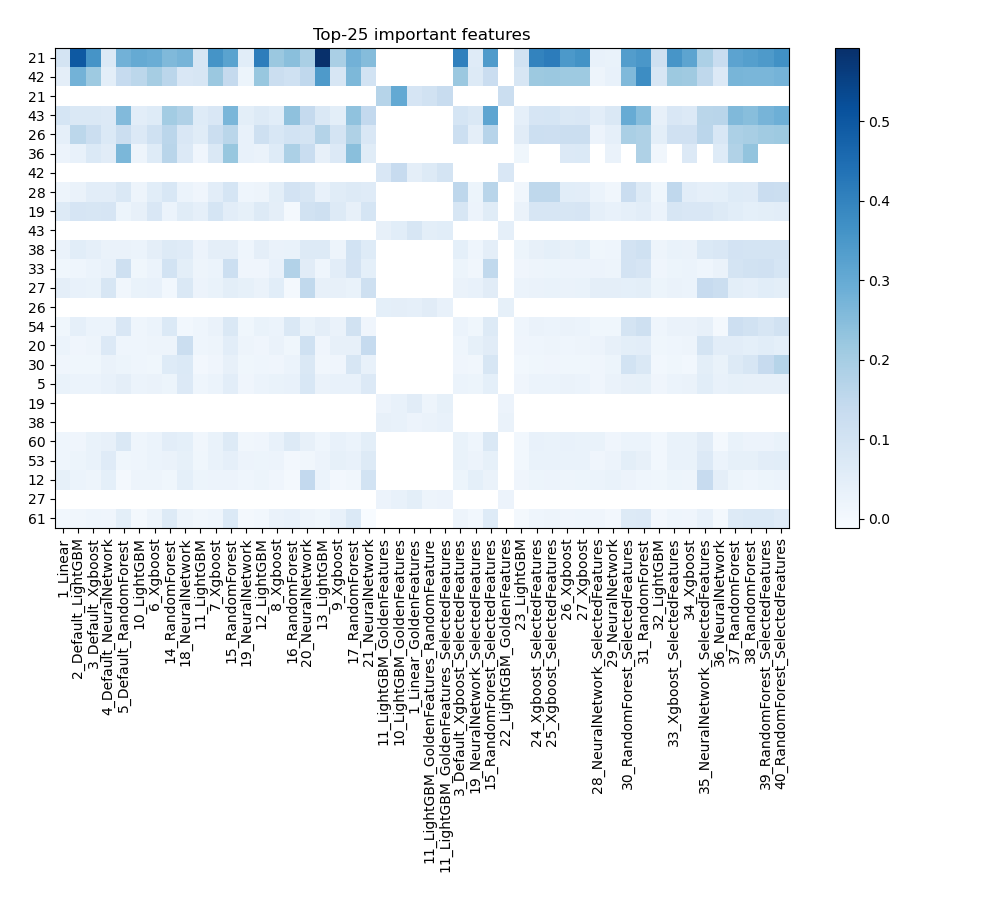 Top-25 important features
21
42
21
43
26
36
42
28
19
43
38
33
27
26
54
20
30
5
19
38
60
53
12
27
61
1_Linear
2_Default_LightGBM
3_Default_Xgboost
4_Default_NeuralNetwork
5_Default_RandomForest
10_LightGBM
6_Xgboost
14_RandomForest
18_NeuralNetwork
11_LightGBM
7_Xgboost
15_RandomForest
19_NeuralNetwork
12_LightGBM
8_Xgboost
16_RandomForest
20_NeuralNetwork
13_LightGBM
9_Xgboost
17_RandomForest
21_NeuralNetwork
11_LightGBM_GoldenFeatures
10_LightGBM_GoldenFeatures
1_Linear_GoldenFeatures
11_LightGBM_GoldenFeatures_RandomFeature
11_LightGBM_GoldenFeatures_SelectedFeatures
3_Default_Xgboost_SelectedFeatures
19_NeuralNetwork_SelectedFeatures
15_RandomForest_SelectedFeatures
22_LightGBM_GoldenFeatures
23_LightGBM
24_Xgboost_SelectedFeatures
25_Xgboost_SelectedFeatures
26_Xgboost
27_Xgboost
28_NeuralNetwork_SelectedFeatures
29_NeuralNetwork
30_RandomForest_SelectedFeatures
31_RandomForest
32_LightGBM
33_Xgboost_SelectedFeatures
34_Xgboost
35_NeuralNetwork_SelectedFeatures
36_NeuralNetwork
37_RandomForest
38_RandomForest
39_RandomForest_SelectedFeatures
40_RandomForest_SelectedFeatures
0.5
0.4
0.3
0.2
0.1
0.0